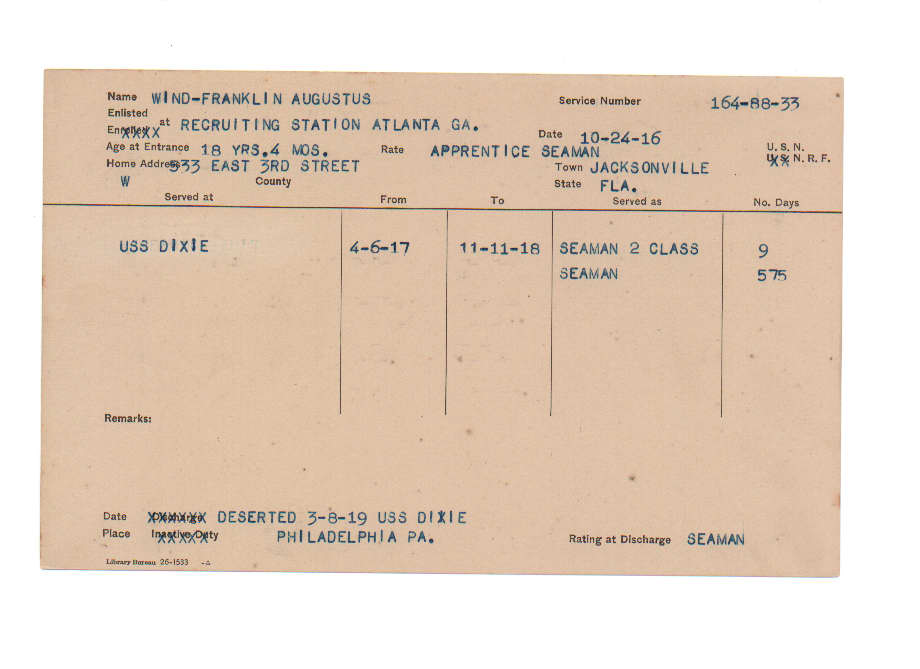 Name WIND-FRANKLIN AUGUSTUS Service Number 164-88-33
Enlisted
Enrolled at RECRUITING STATION ATLANTA GA. Date 10-24-16
Age at Entrance 18 YRS.4 MOS. Rate APPRENTICE SEAMAN U. S. N.
Home Address 533 EAST 3RD STREET Town JACKSONVILLE U. S. N. R. F.
W County State FLA.
Served at From To Served as No. Days
USS DIXIE 4-6-17 11-11-18 SEAMAN 2 CLASS 9
SEAMAN 575
Remarks:
Date Discharge DESERTED 3-8-19 USS DIXIE
Place Inactive Duty PHILADELPHIA PA. Rating at Discharge SEAMAN
Library Bureau 26-1533